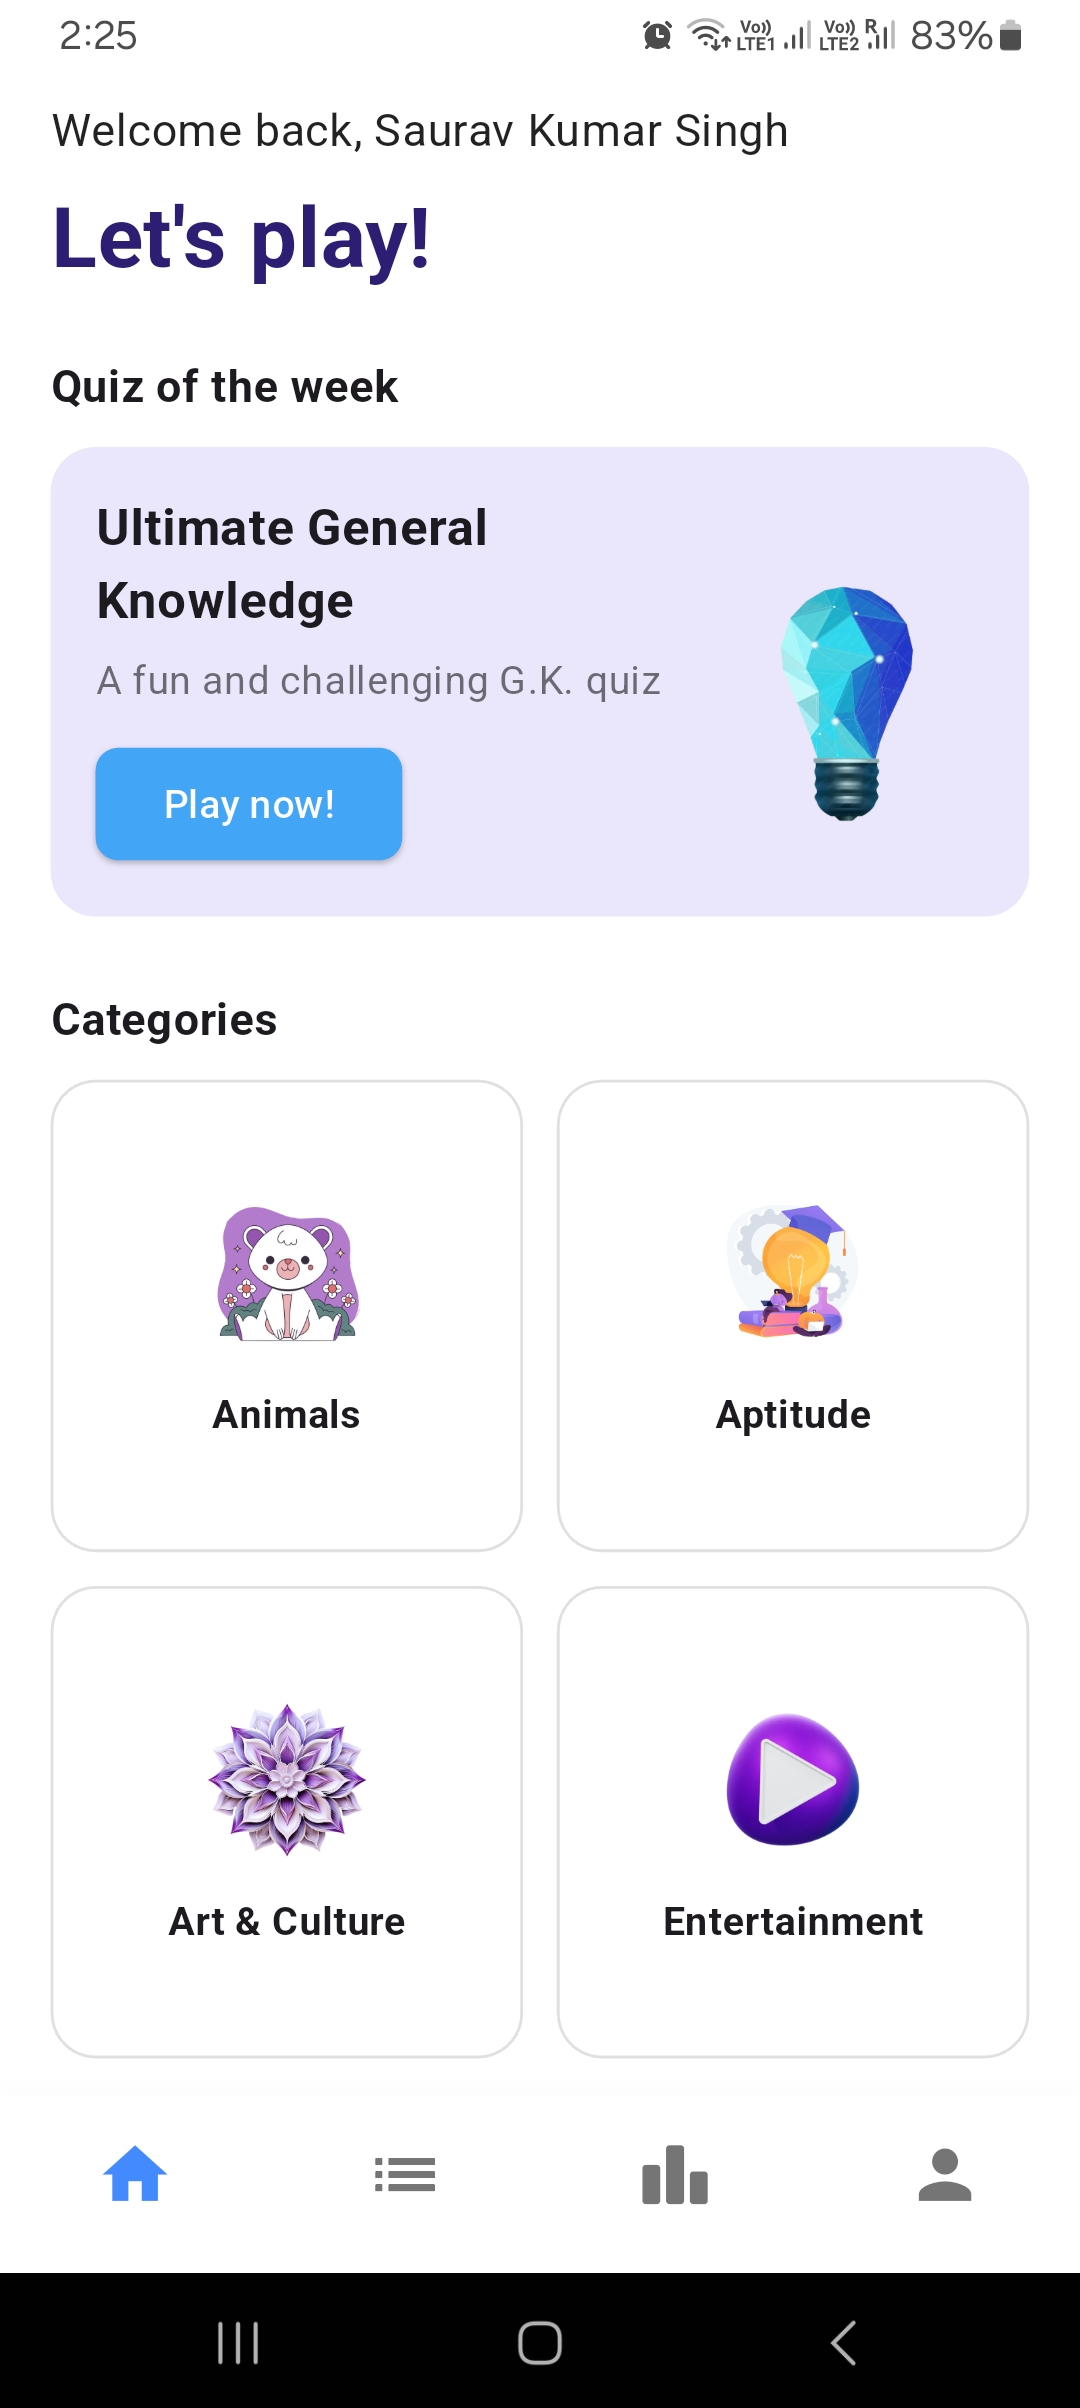 2:25
Vo)) LTE1 Vo)) LTE2 R 83%
Welcome back, Saurav Kumar Singh
Let's play!
Quiz of the week
Ultimate General
Knowledge
A fun and challenging G.K. quiz
Play now!
Categories
Animals
Aptitude
Art & Culture
Entertainment